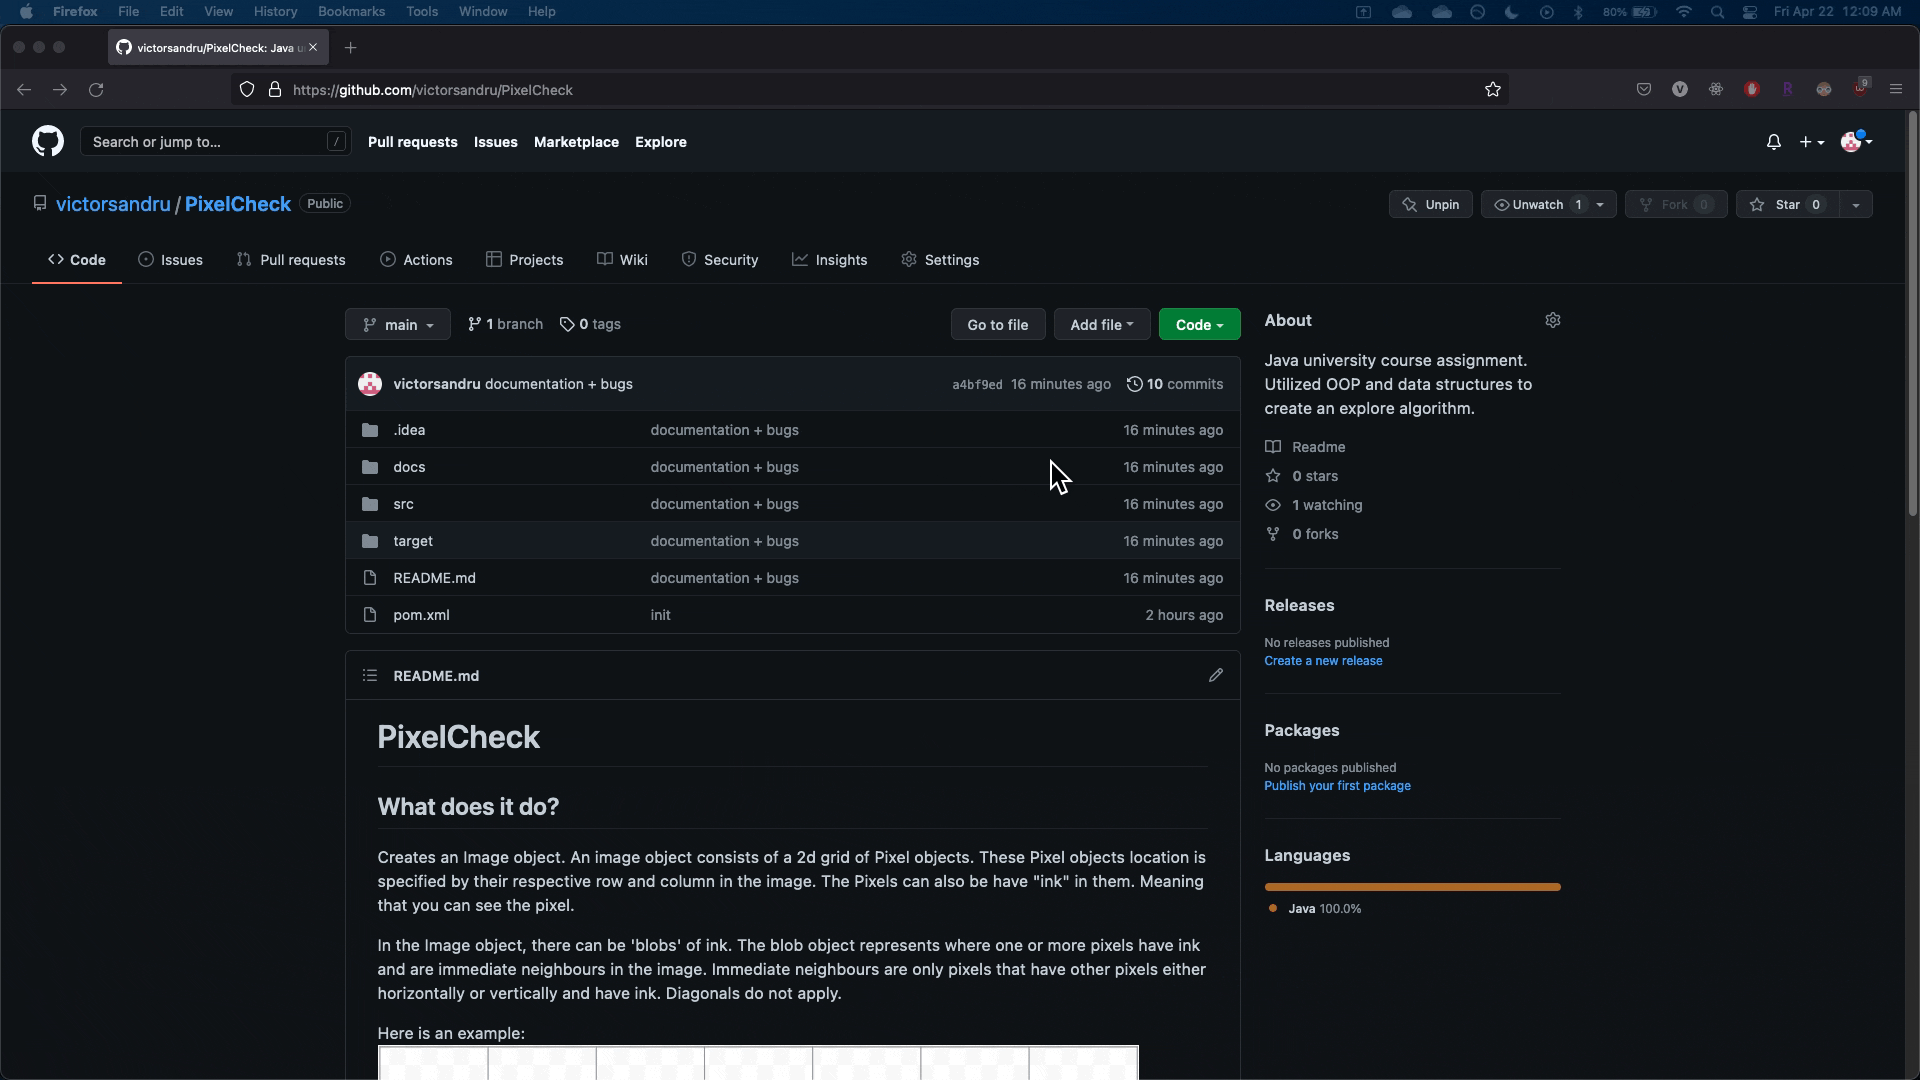 Firefox File Edit View History Bookmarks Tools Window Help 80% Fri Apr 22 12:09 AM
victorsandru/PixelCheck: Java u
https://github.com/victorsandru/PixelCheck
V R 9
Search or jump to... / Pull requests Issues Marketplace Explore
victorsandru / PixelCheck Public Unpin Unwatch 1 Fork 0 Star 0
Code Issues Pull requests Actions Projects Wiki Security Insights Settings
main 1 branch 0 tags Go to file Add file Code
victorsandru documentation + bugs a4bf9ed 16 minutes ago 10 commits
.idea documentation + bugs 16 minutes ago
docs documentation + bugs 16 minutes ago
src documentation + bugs 16 minutes ago
target documentation + bugs 16 minutes ago
README.md documentation + bugs 16 minutes ago
pom.xml init 2 hours ago
README.md
PixelCheck
What does it do?
Creates an Image object. An image object consists of a 2d grid of Pixel objects. These Pixel objects location is
specified by their respective row and column in the image. The Pixels can also be have "ink" in them. Meaning
that you can see the pixel.
In the Image object, there can be 'blobs' of ink. The blob object represents where one or more pixels have ink
and are immediate neighbours in the image. Immediate neighbours are only pixels that have other pixels either
horizontally or vertically and have ink. Diagonals do not apply.
Here is an example:
About
Java university course assignment.
Utilized OOP and data structures to
create an explore algorithm.
Readme
0 stars
1 watching
0 forks
Releases
No releases published
Create a new release
Packages
No packages published
Publish your first package
Languages
Java 100.0%